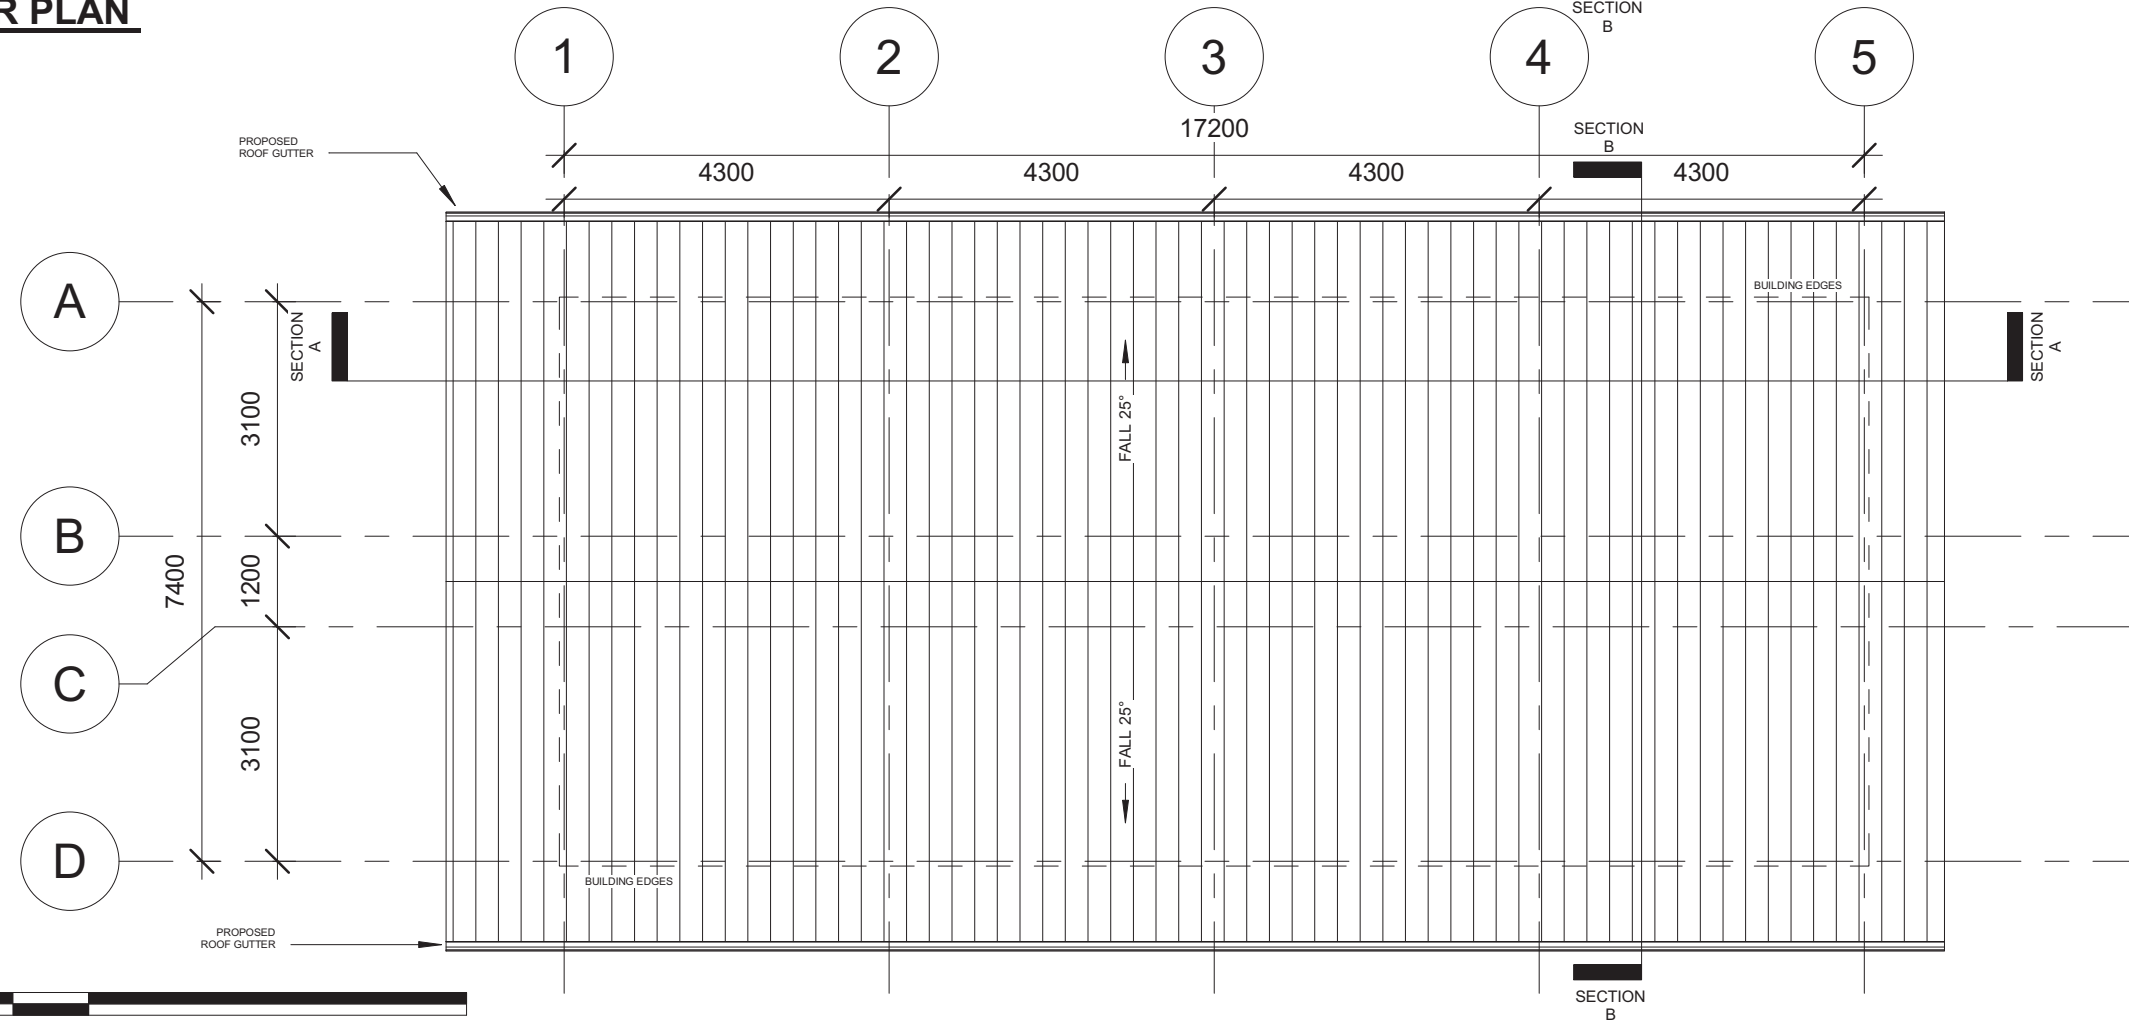 R PLAN
SECTION
B
1
2
3
4
5
17200
SECTION
B
PROPOSED
ROOF GUTTER
4300
4300
4300
4300
A
BUILDING EDGES
SECTION
A
SECTION
A
3100
FALL 25°
B
7400
1200
C
3100
FALL 25°
D
BUILDING EDGES
PROPOSED
ROOF GUTTER
SECTION
B